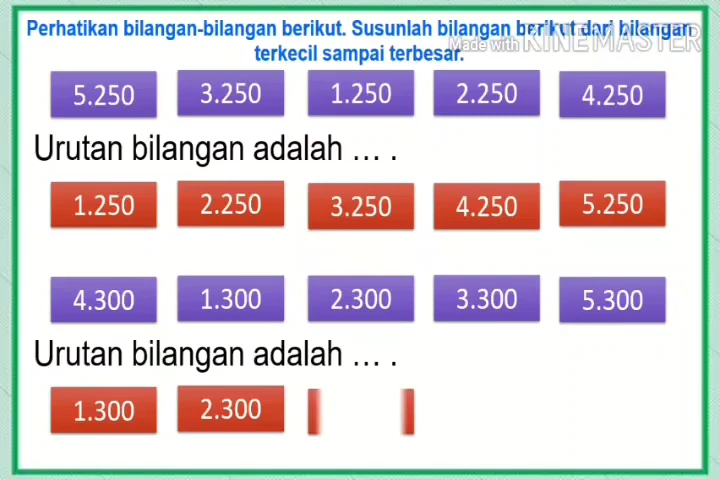 Perhatikan bilangan-bilangan berikut. Susunlah bilangan berikut dari bilangan
terkecil sampai terbesar.
Made with KINEMASTER
5.250 3.250 1.250 2.250 4.250
Urutan bilangan adalah ... .
1.250 2.250 3.250 4.250 5.250
4.300 1.300 2.300 3.300 5.300
Urutan bilangan adalah ... .
1.300 2.300